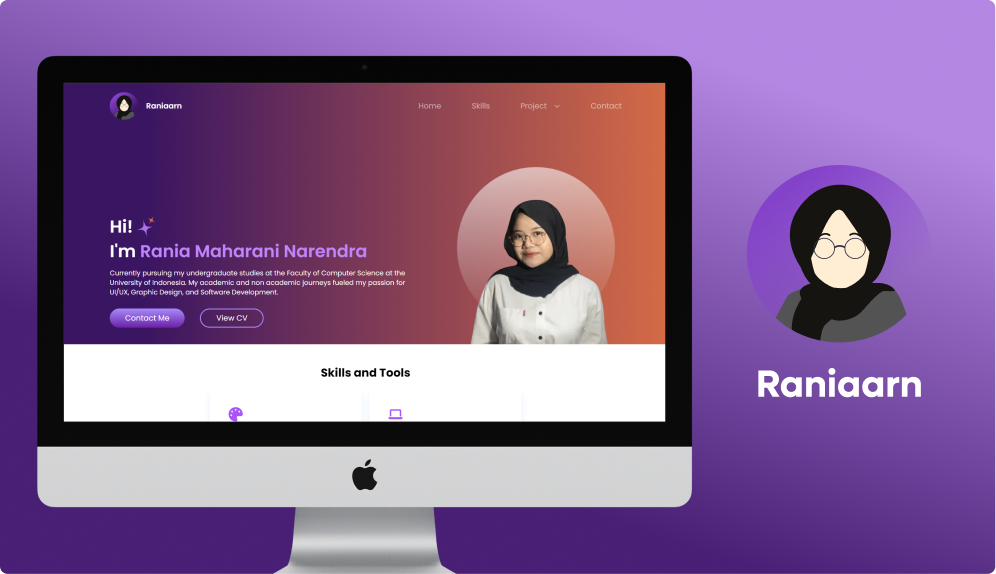 Raniaarn
Home Skills Project Contact
Hi!
I'm Rania Maharani Narendra
Currently pursuing my undergraduate studies at the Faculty of Computer Science at the
University of Indonesia. My academic and non academic journeys fueled my passion for
UI/UX, Graphic Design, and Software Development.
Contact Me View CV
Skills and Tools
Raniaarn